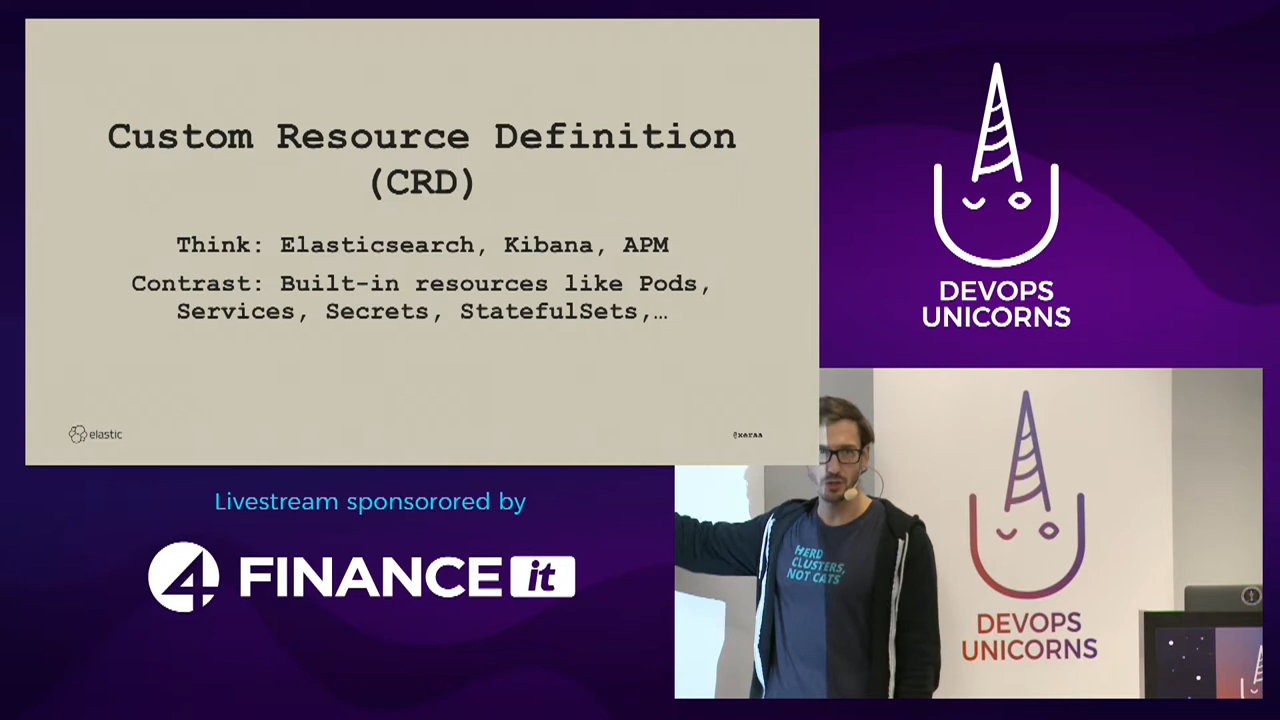 Custom Resource Definition
(CRD)
Think: Elasticsearch, Kibana, APM
Contrast: Built-in resources like Pods,
Services, Secrets, StatefulSets,…
elastic
@xeraa
DEVOPS
UNICORNS
Livestream sponsorored by
4 FINANCE it
HERD
CLUSTERS,
NOT CATS
DEVOPS
UNICORNS